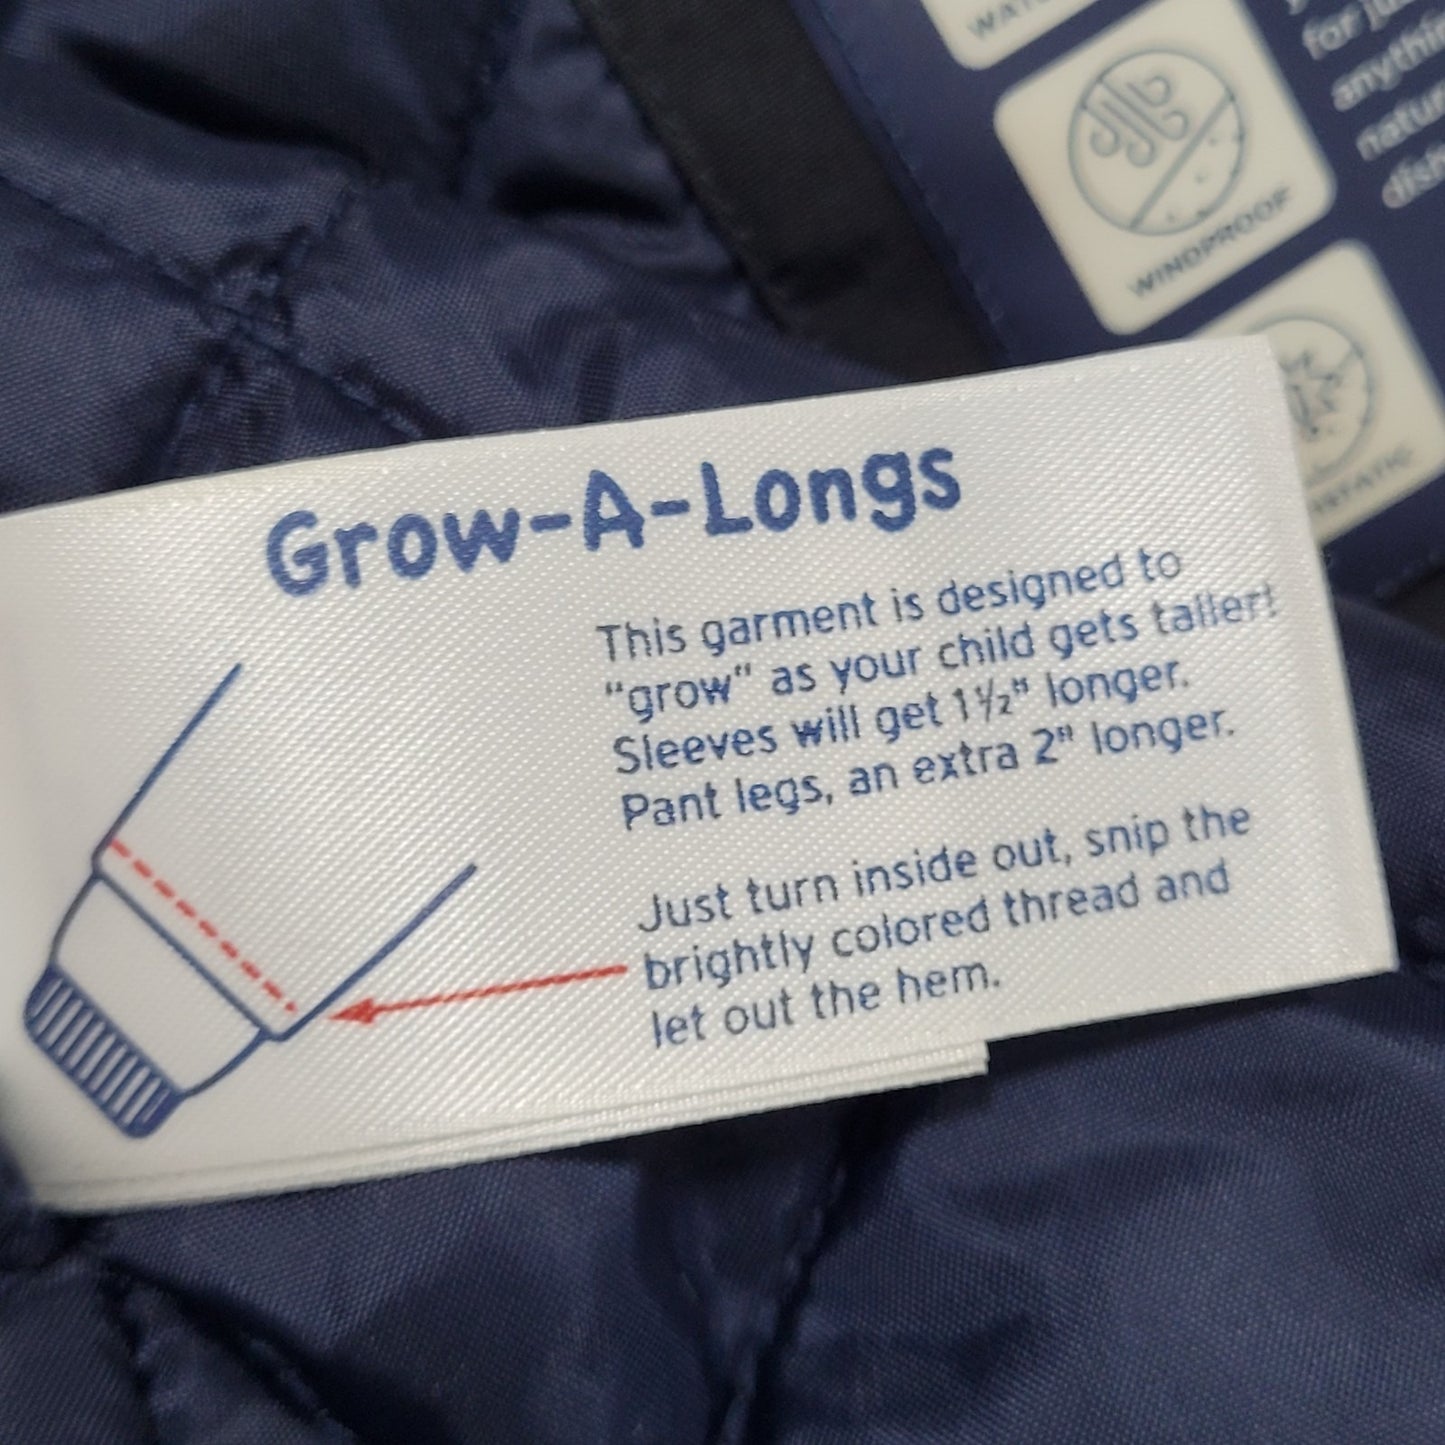 WINDPROOF
for
Grow-A-Longs
This garment is designed to
"grow" as your child gets taller!
Sleeves will get 1½" longer.
Pant legs, an extra 2" longer.
Just turn inside out, snip the
brightly colored thread and
let out the hem.